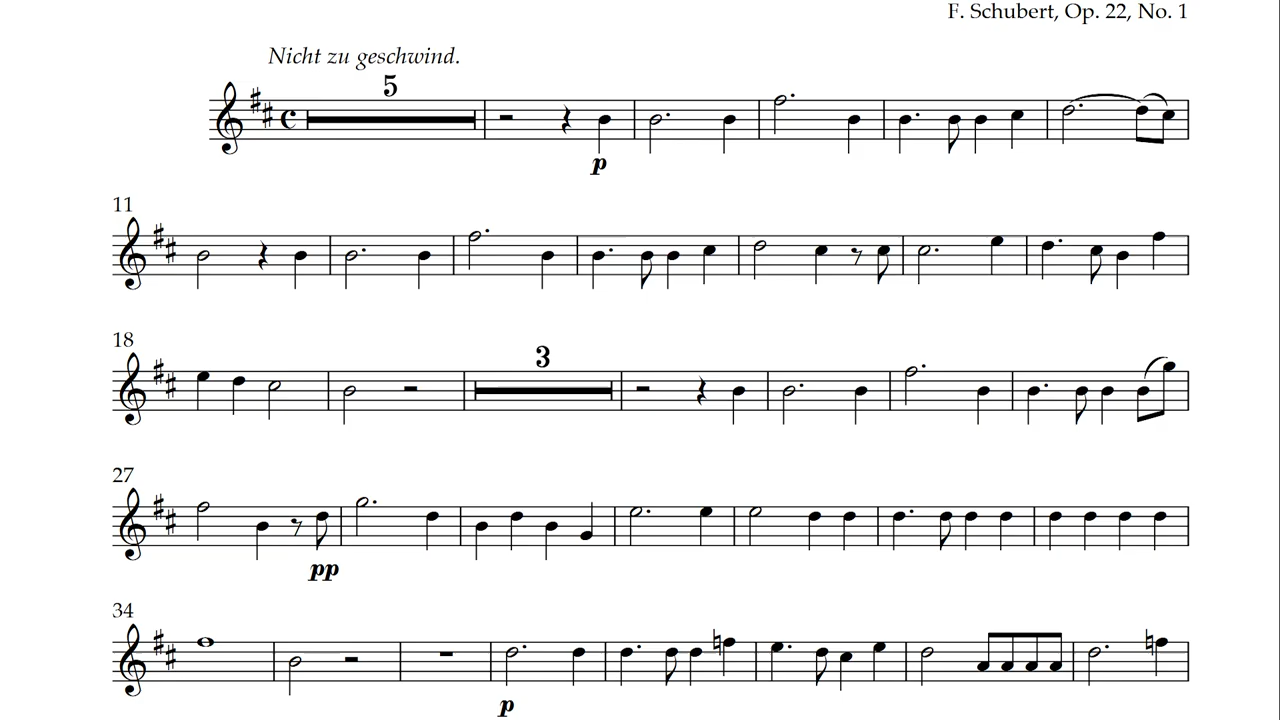 F. Schubert, Op. 22, No. 1
Nicht zu geschwind.
5
p
11
18
3
27
pp
34
p